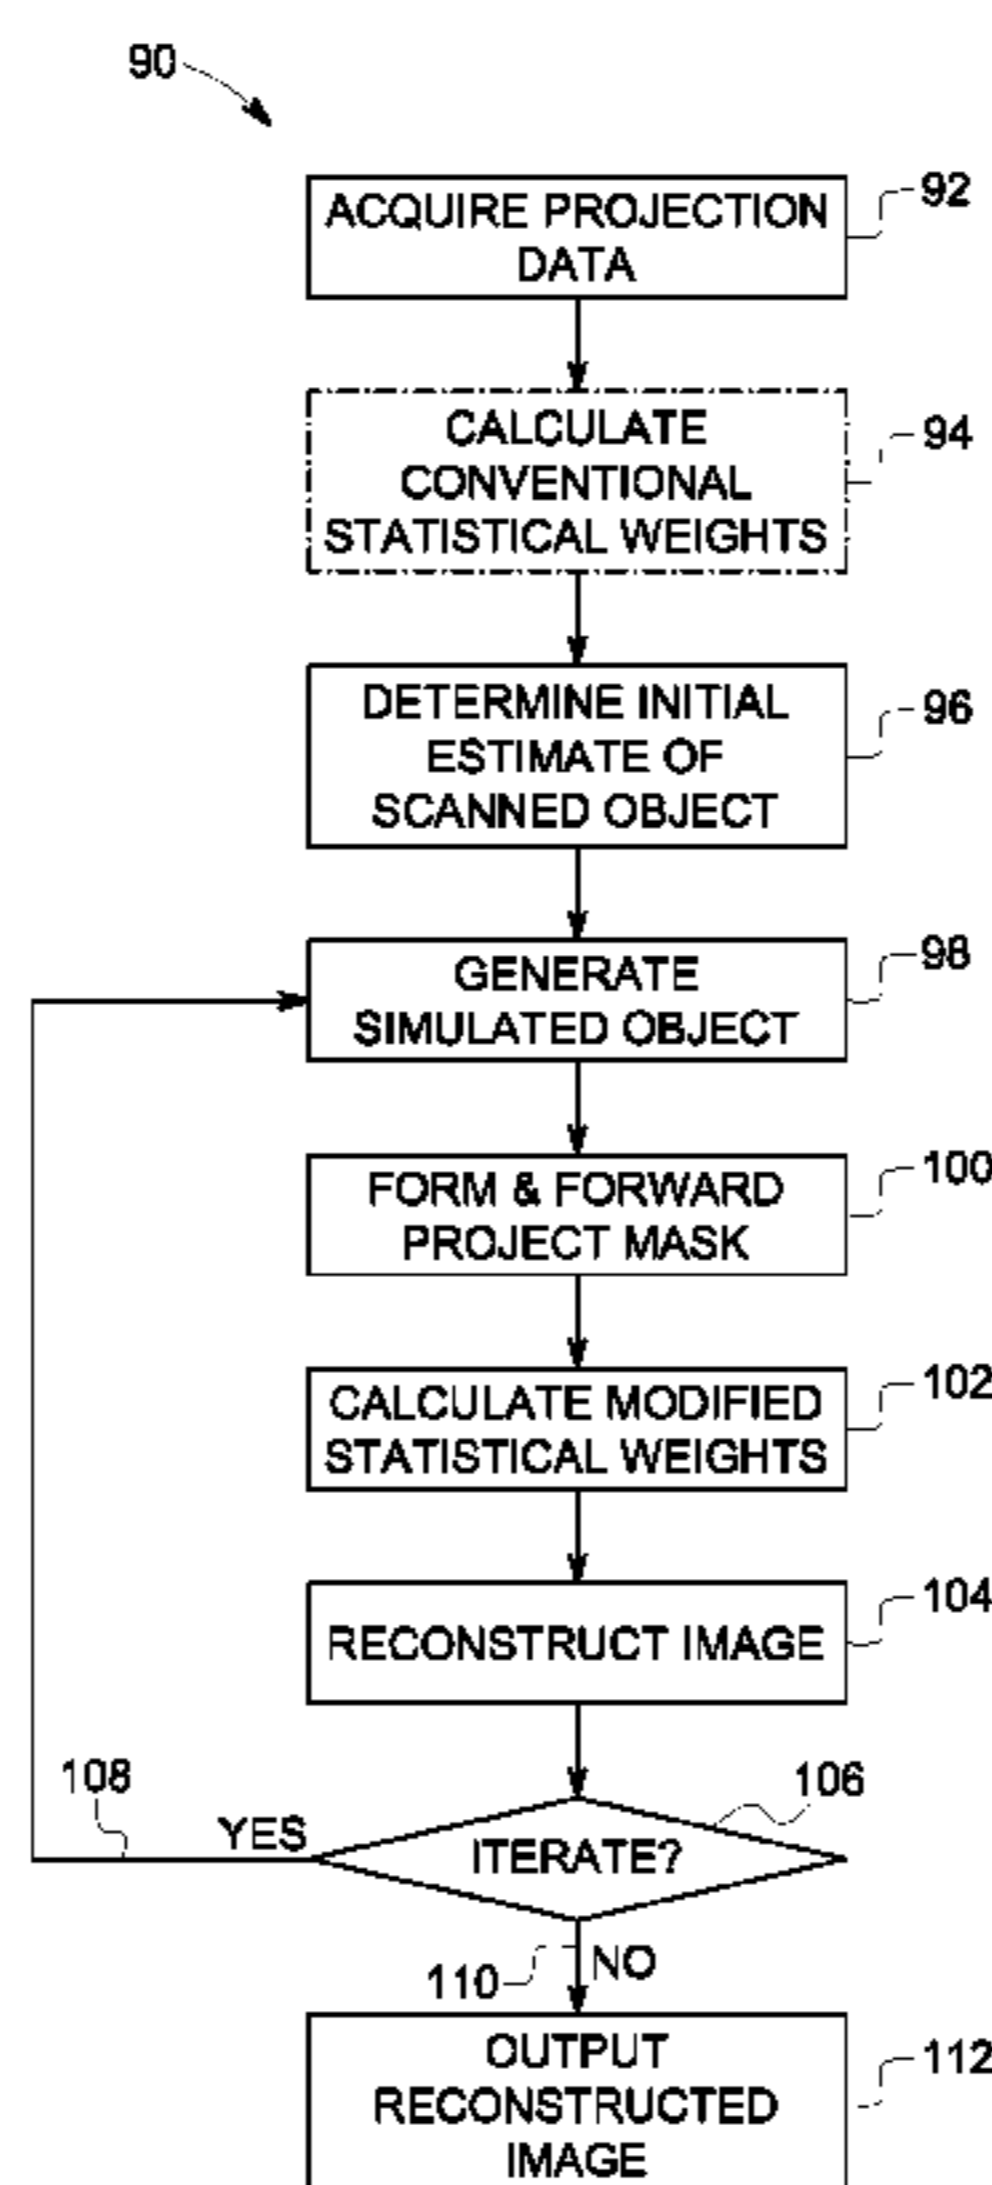 90
ACQUIRE PROJECTION
DATA
92
CALCULATE
CONVENTIONAL
STATISTICAL WEIGHTS
94
DETERMINE INITIAL
ESTIMATE OF
SCANNED OBJECT
96
GENERATE
SIMULATED OBJECT
98
FORM & FORWARD
PROJECT MASK
100
CALCULATE MODIFIED
STATISTICAL WEIGHTS
102
RECONSTRUCT IMAGE
104
ITERATE?
106
108
YES
110
NO
OUTPUT
RECONSTRUCTED
IMAGE
112